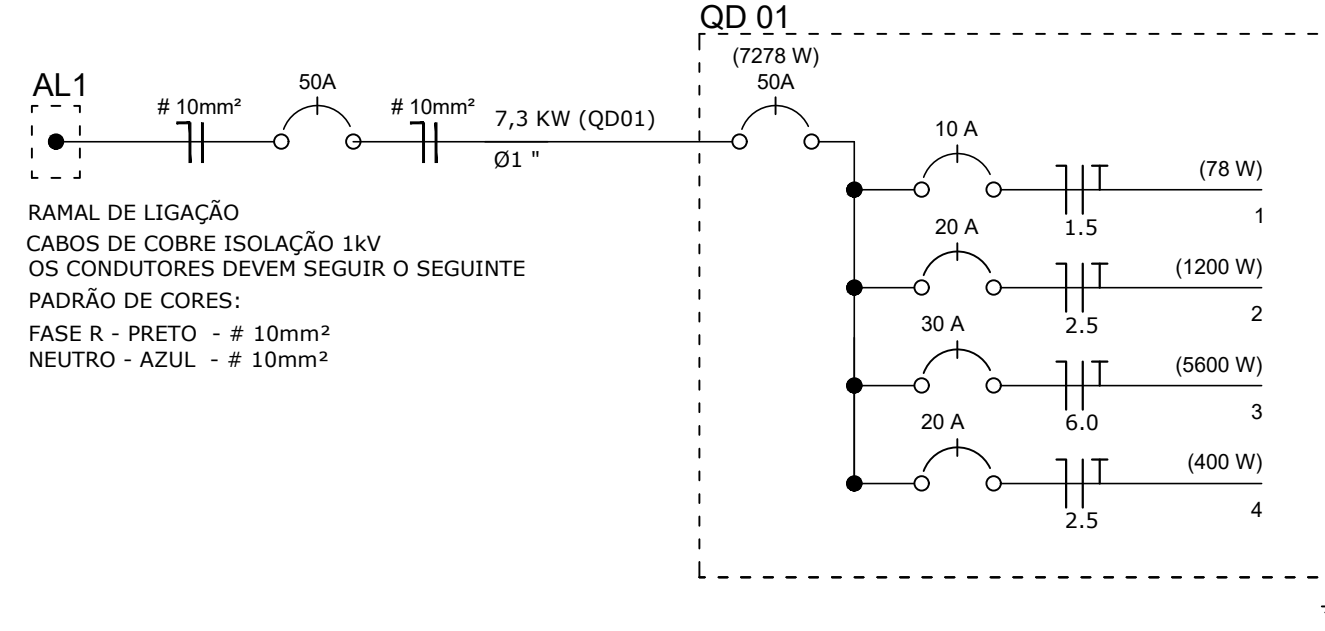 QD 01
(7278 W)
50A
AL1
# 10mm²
50A
# 10mm²
7,3 KW (QD01)
Ø1 "
RAMAL DE LIGAÇÃO
CABOS DE COBRE ISOLAÇÃO 1kV
OS CONDUTORES DEVEM SEGUIR O SEGUINTE
PADRÃO DE CORES:
FASE R - PRETO - # 10mm²
NEUTRO - AZUL - # 10mm²
10 A
(78 W)
1.5
1
20 A
(1200 W)
2.5
2
30 A
(5600 W)
6.0
3
20 A
(400 W)
2.5
4